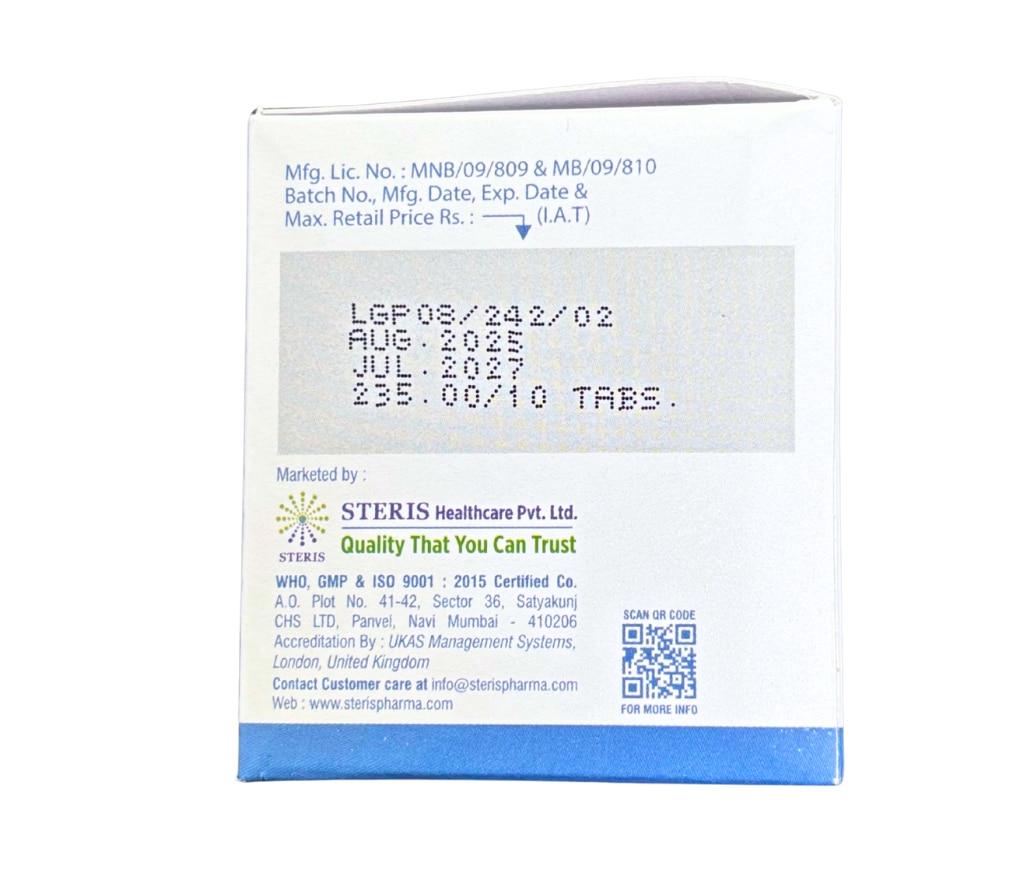 Mfg. Lic. No. : MNB/09/809 & MB/09/810
Batch No., Mfg. Date, Exp. Date &
Max. Retail Price Rs. : (I.A.T)
LGP08/242/02
AUG.2025
JUL.2027
235.00/10 TABS.
Marketed by :
STERIS Healthcare Pvt. Ltd.
Quality That You Can Trust
STERIS
WHO, GMP & ISO 9001 : 2015 Certified Co.
A.O. Plot No. 41-42, Sector 36, Satyakunj
CHS LTD, Panvel, Navi Mumbai - 410206
Accreditation By : UKAS Management Systems,
London, United Kingdom
Contact Customer care at info@sterispharma.com
Web : www.sterispharma.com
SCAN QR CODE
FOR MORE INFO